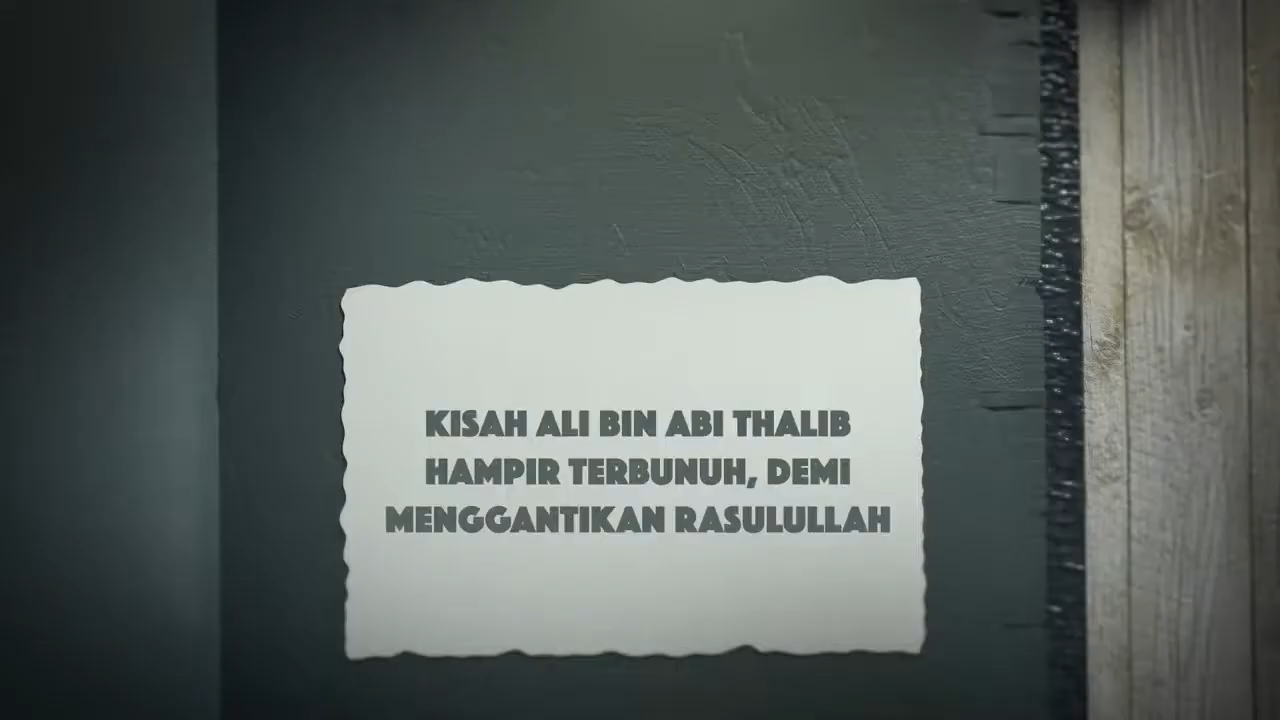 KISAH ALI BIN ABI THALIB
HAMPIR TERBUNUH, DEMI
MENGGANTIKAN RASULULLAH